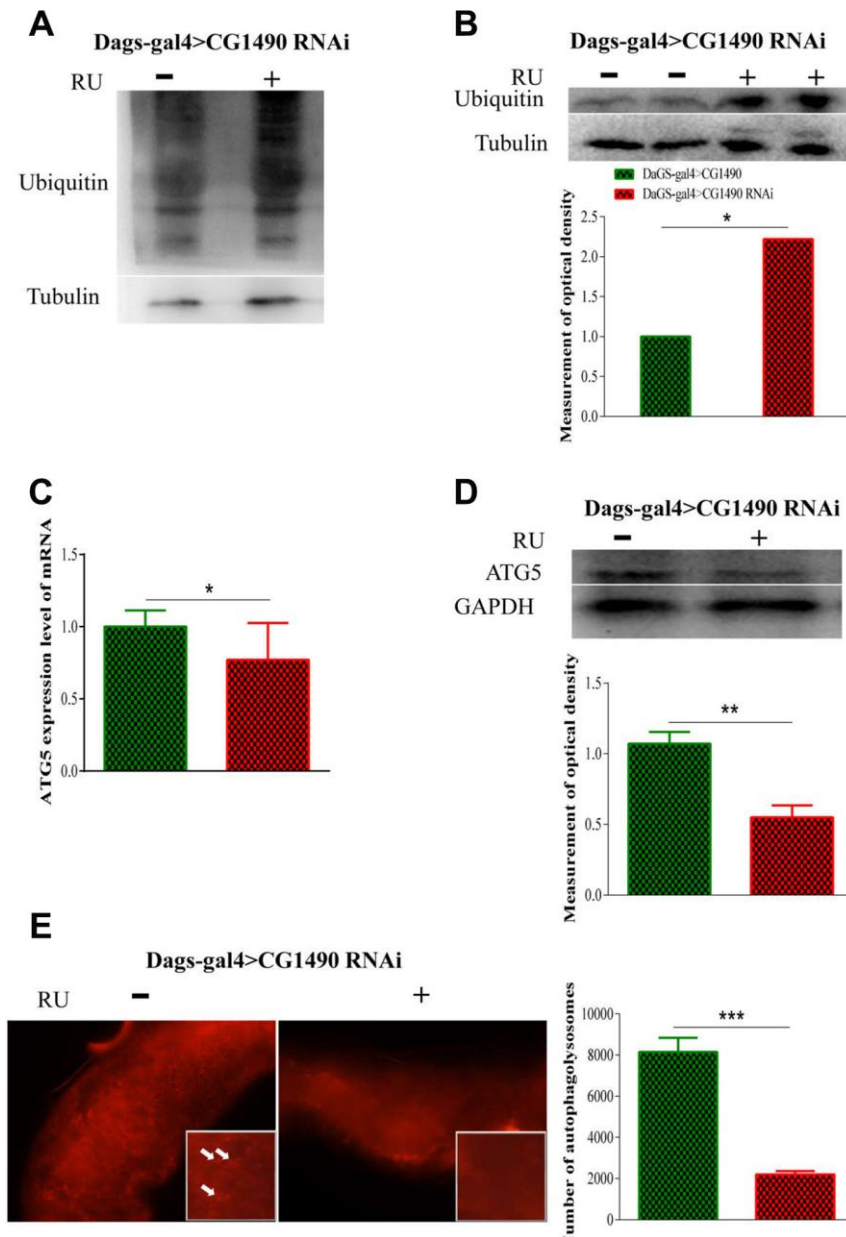 A
Dags-gal4>CG1490 RNAi
RU − +
Ubiquitin
Tubulin
B
Dags-gal4>CG1490 RNAi
RU − − + +
Ubiquitin
Tubulin
DaGS-gal4>CG1490
DaGS-gal4>CG1490 RNAi
Measurement of optical density
2.5
2.0
1.5
1.0
0.5
0.0
*
C
ATG5 expression level of mRNA
1.5
1.0
0.5
0.0
*
D
Dags-gal4>CG1490 RNAi
RU − +
ATG5
GAPDH
Measurement of optical density
1.5
1.0
0.5
0.0
**
E
Dags-gal4>CG1490 RNAi
RU − +
umber of autophagolysosomes
10000
8000
6000
4000
2000
0
***